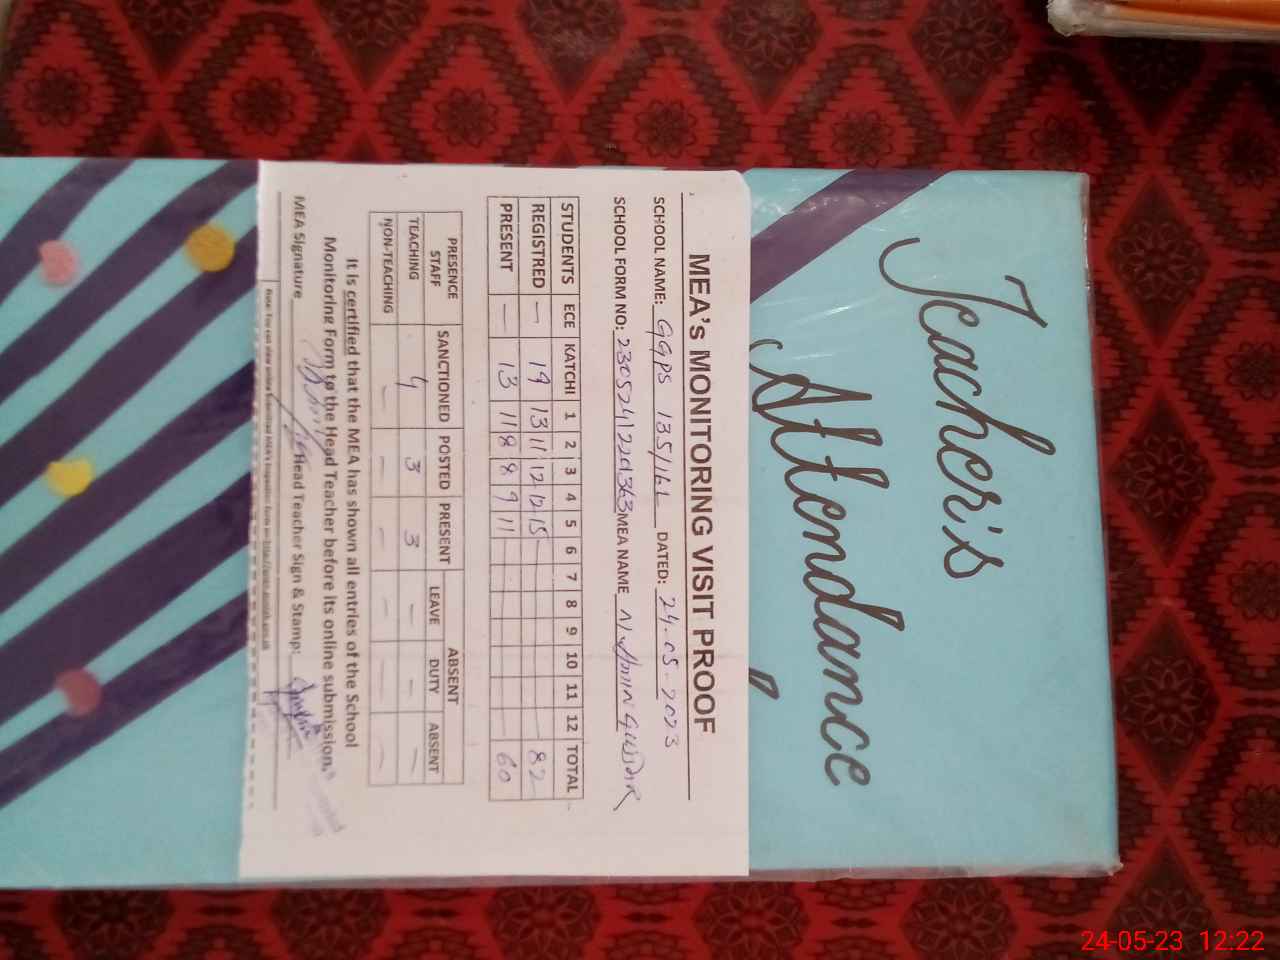 Teacher's
Attendance
MEA's MONITORING VISIT PROOF
SCHOOL NAME: GGPS 135/16L DATED: 24-05-2023
SCHOOL FORM NO: MEA NAME
STUDENTS ECE KATCHI 1 2 3 4 5 6 7 8 9 10 11 12 TOTAL
REGISTRED — 19 13 11 12 12 15 82
PRESENT — 13 11 8 8 9 11 60
PRESENCE STAFF SANCTIONED POSTED PRESENT ABSENT
LEAVE DUTY ABSENT
TEACHING 4 3 3 — — —
NON-TEACHING — — — — — —
It is certified that the MEA has shown all entries of the School
Monitoring Form to the Head Teacher before its online submission.
MEA Signature Head Teacher Sign & Stamp:
24-05-23 12:22